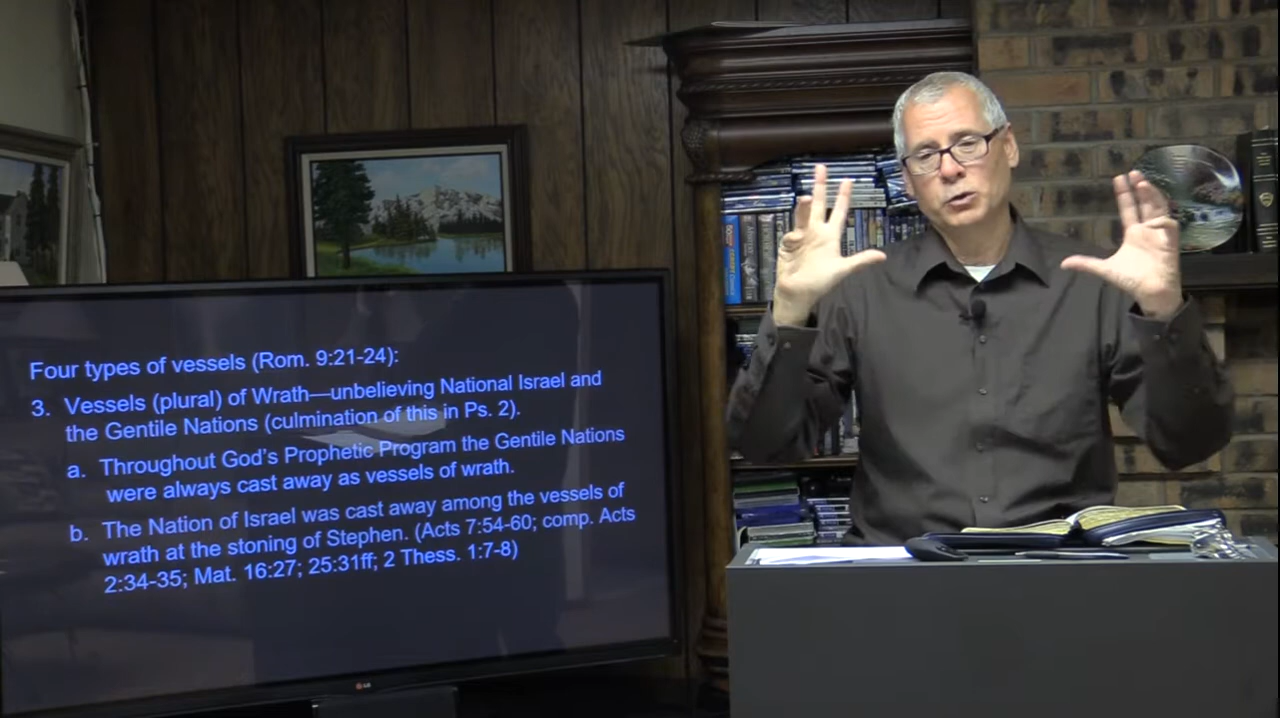 Four types of vessels (Rom. 9:21-24):
3. Vessels (plural) of Wrath—unbelieving National Israel and
the Gentile Nations (culmination of this in Ps. 2).
a. Throughout God's Prophetic Program the Gentile Nations
were always cast away as vessels of wrath.
b. The Nation of Israel was cast away among the vessels of
wrath at the stoning of Stephen. (Acts 7:54-60; comp. Acts
2:34-35; Mat. 16:27; 25:31ff; 2 Thess. 1:7-8)
LG